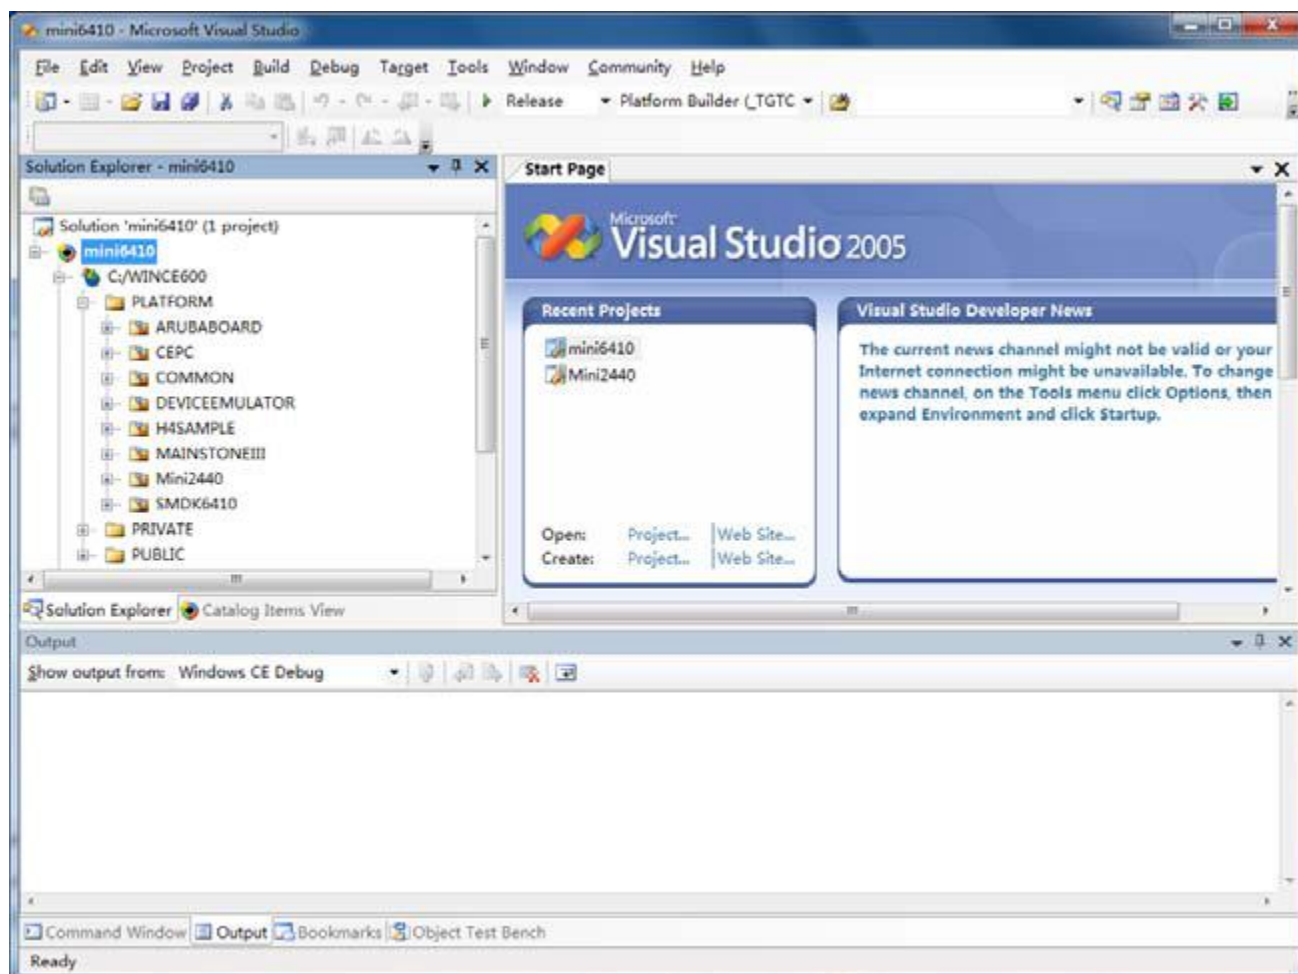 mini6410 - Microsoft Visual Studio
File Edit View Project Build Debug Target Tools Window Community Help
Release Platform Builder (_TGTC
Solution Explorer - mini6410
Start Page
Solution 'mini6410' (1 project)
mini6410
C:/WINCE600
PLATFORM
ARUBABOARD
CEPC
COMMON
DEVICEEMULATOR
H4SAMPLE
MAINSTONEIII
Mini2440
SMDK6410
PRIVATE
PUBLIC
Solution Explorer Catalog Items View
Microsoft
Visual Studio 2005
Recent Projects
mini6410
Mini2440
Open: Project... Web Site...
Create: Project... Web Site...
Visual Studio Developer News
The current news channel might not be valid or your
Internet connection might be unavailable. To change
news channel, on the Tools menu click Options, then
expand Environment and click Startup.
Output
Show output from: Windows CE Debug
Command Window Output Bookmarks Object Test Bench
Ready